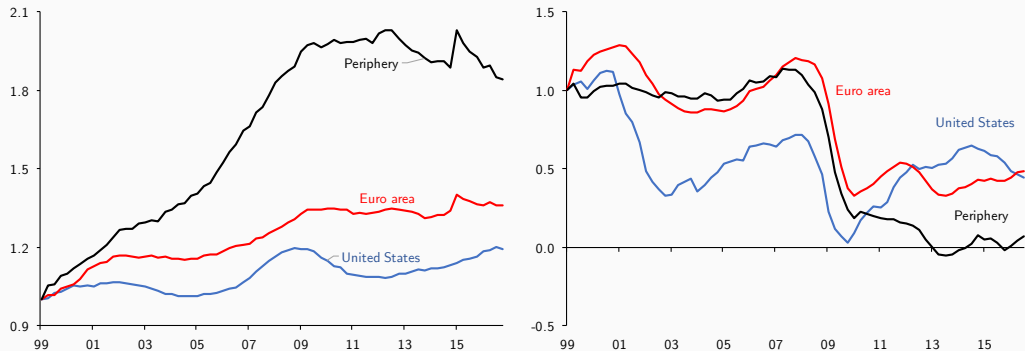 2.1
1.8
1.5
1.2
0.9
Periphery
Euro area
United States
99 01 03 05 07 09 11 13 15
1.5
1.0
0.5
0.0
-0.5
Euro area
United States
Periphery
99 01 03 05 07 09 11 13 15